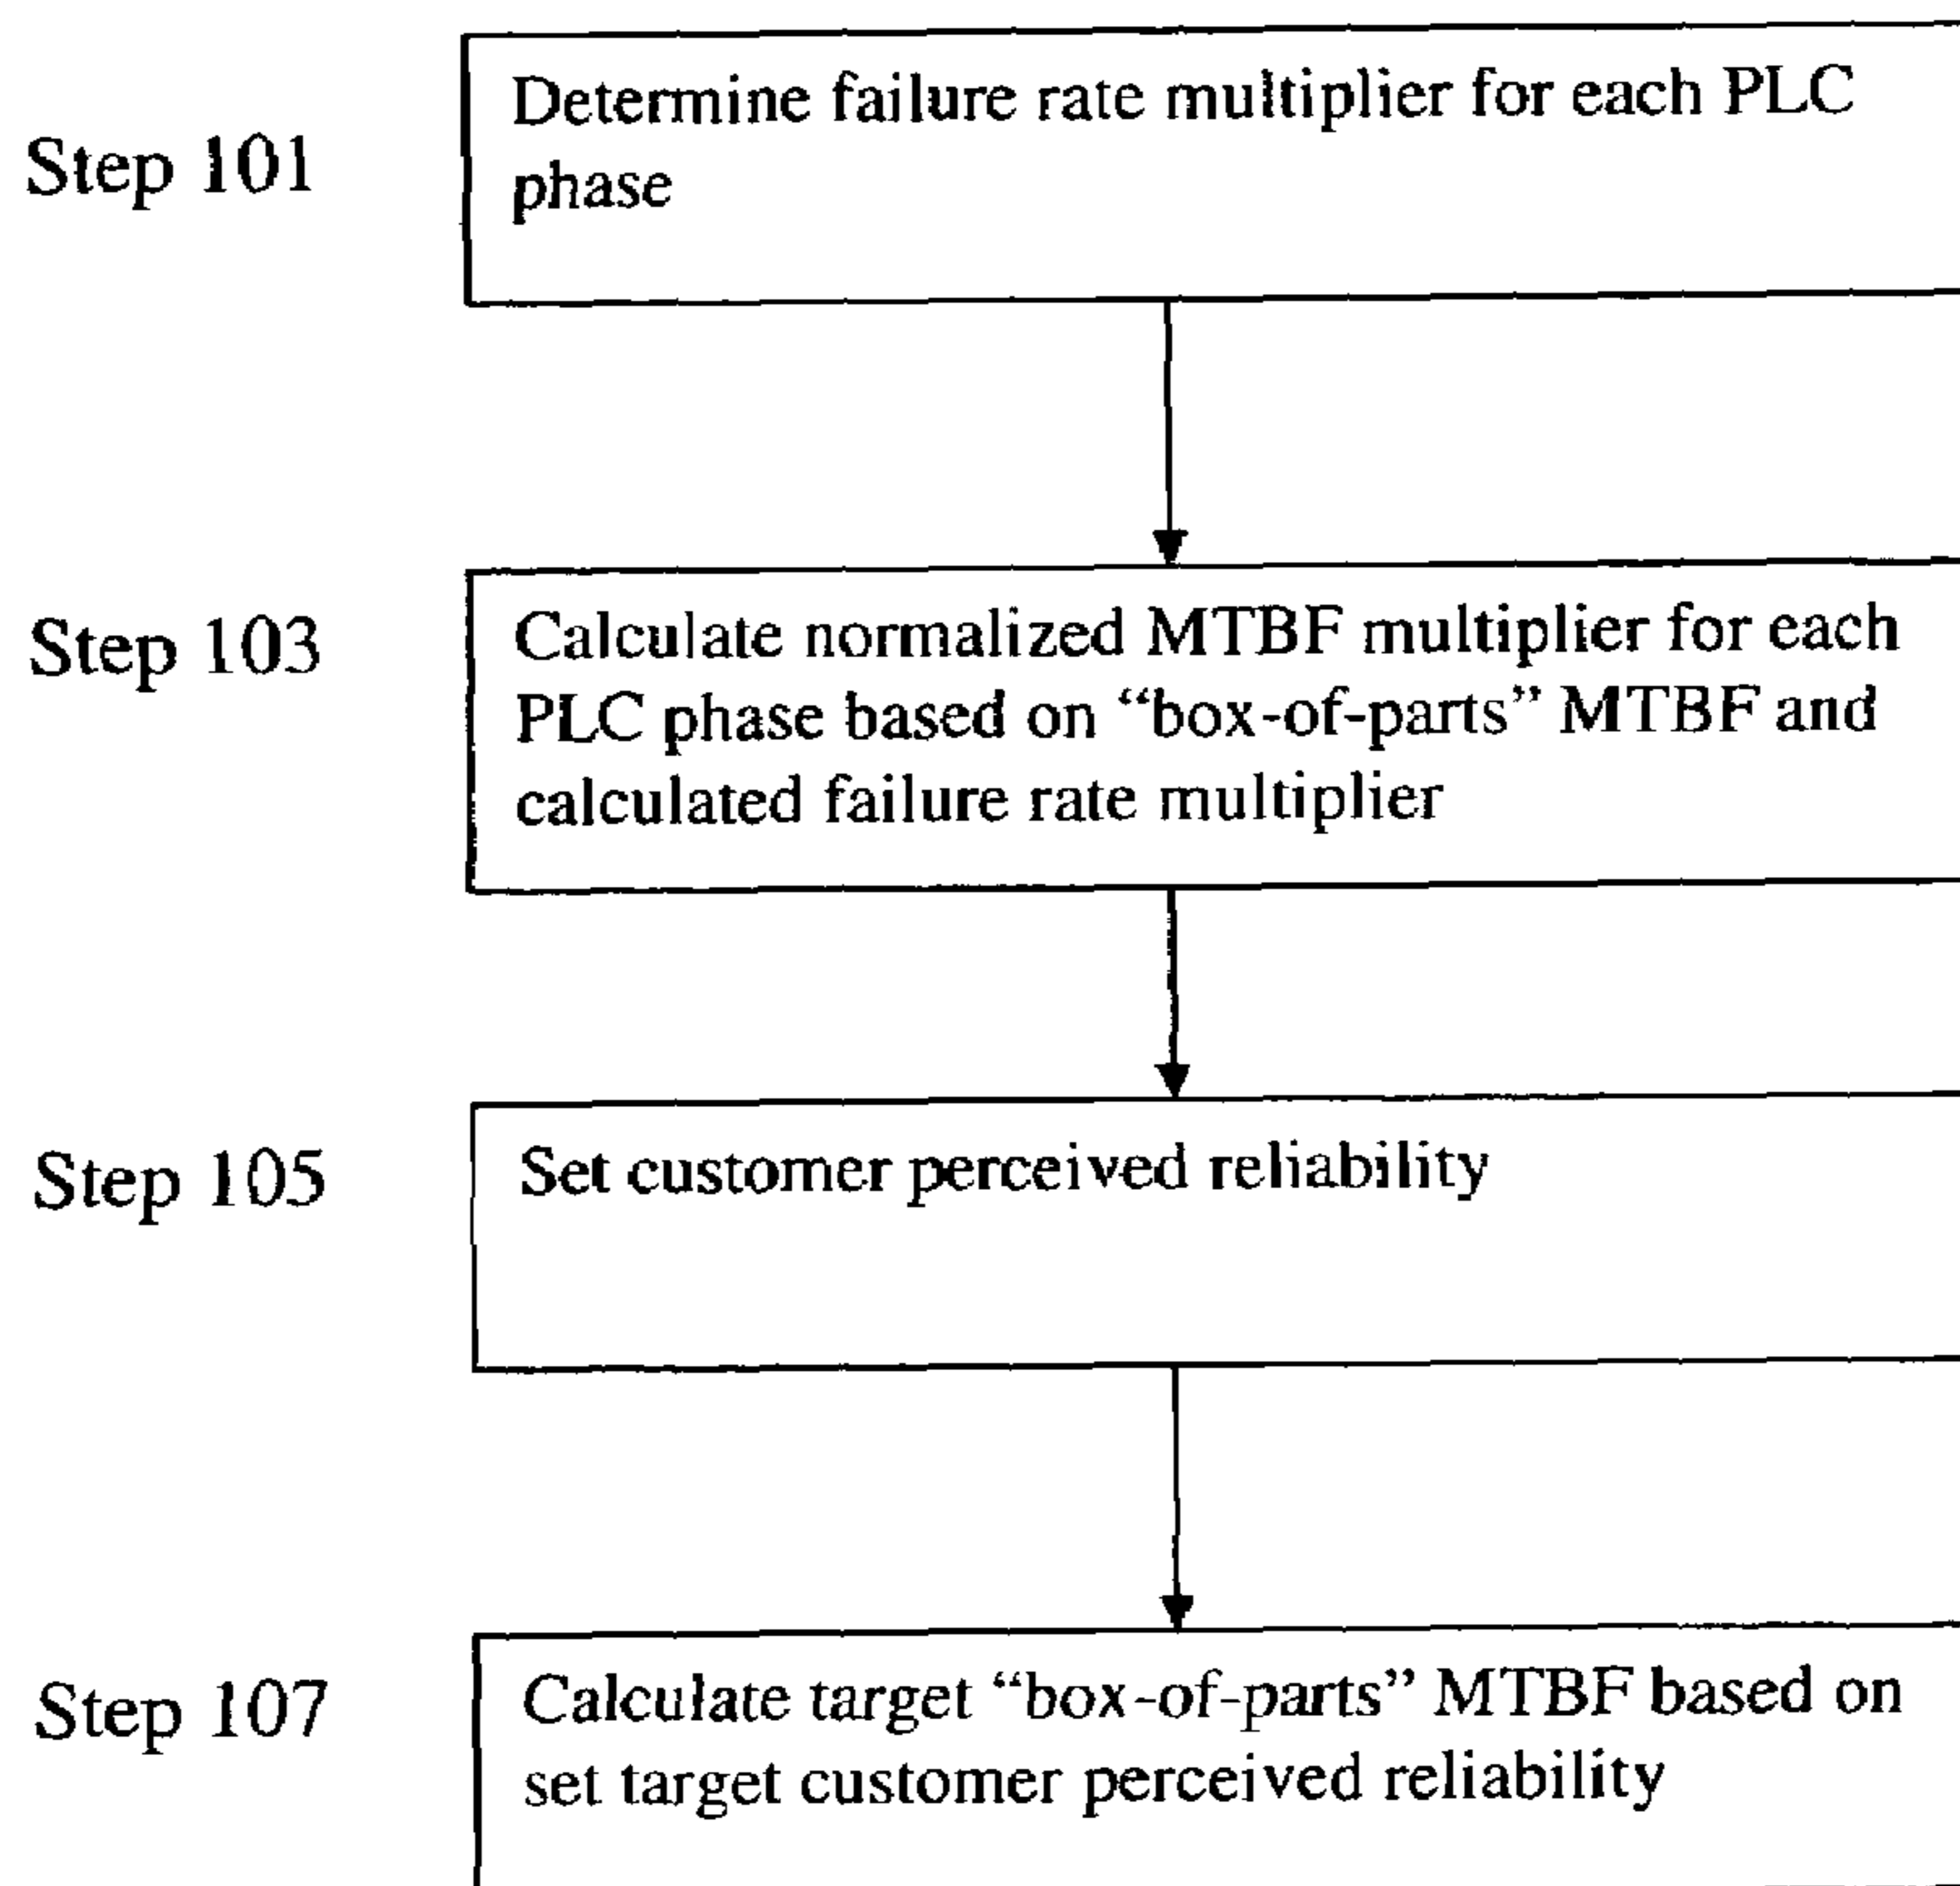 Step 101
Determine failure rate multiplier for each PLC
phase
Step 103
Calculate normalized MTBF multiplier for each
PLC phase based on “box-of-parts” MTBF and
calculated failure rate multiplier
Step 105
Set customer perceived reliability
Step 107
Calculate target “box-of-parts” MTBF based on
set target customer perceived reliability